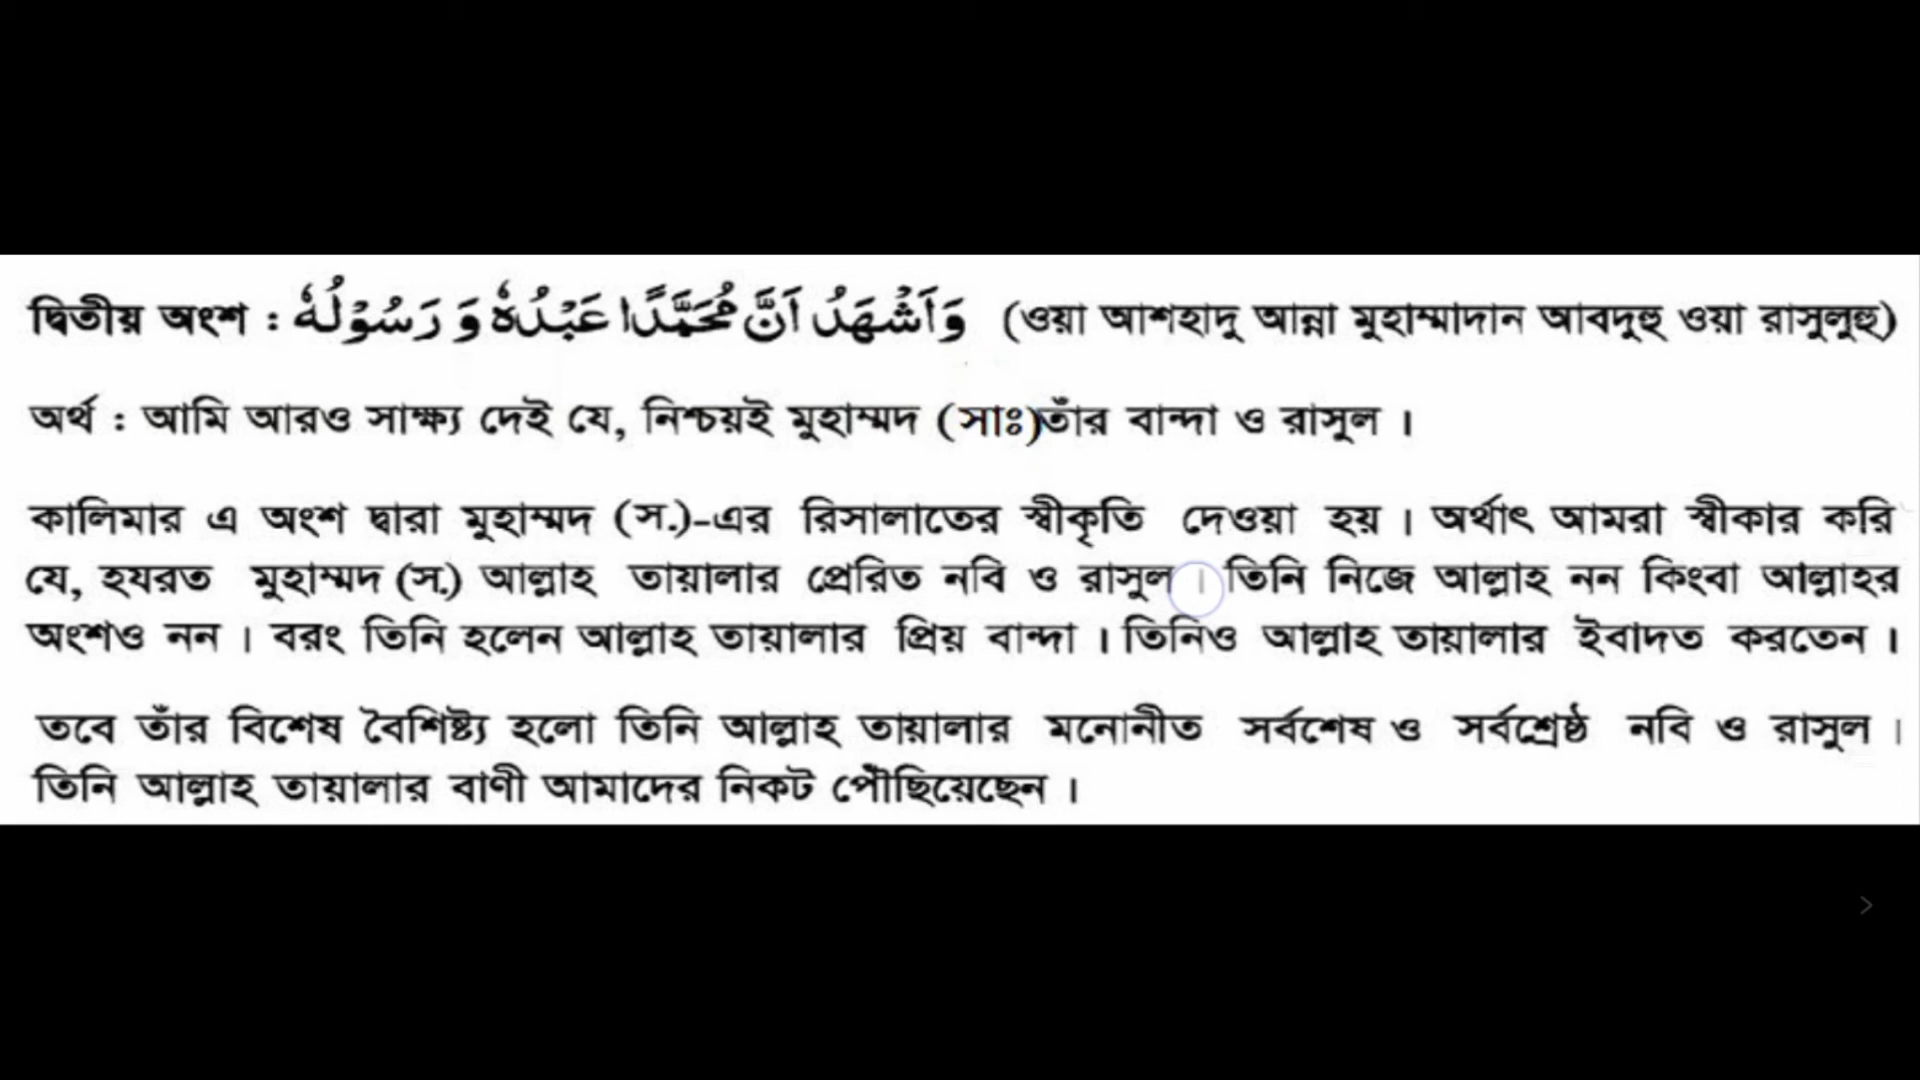 দ্বিতীয় অংশ : وَاَشْهَدُ اَنَّ مُحَمَّدًا عَبْدُهٗ وَ رَسُوْلُهٗ (ওয়া আশহাদু আন্না মুহাম্মাদান আবদুহু ওয়া রাসুলুহু)
অর্থ : আমি আরও সাক্ষ্য দেই যে, নিশ্চয়ই মুহাম্মদ (সাঃ)তাঁর বান্দা ও রাসুল ।
কালিমার এ অংশ দ্বারা মুহাম্মদ (স.)-এর রিসালাতের স্বীকৃতি দেওয়া হয় । অর্থাৎ আমরা স্বীকার করি
যে, হযরত মুহাম্মদ (স.) আল্লাহ তায়ালার প্রেরিত নবি ও রাসুল । তিনি নিজে আল্লাহ নন কিংবা আল্লাহর
অংশও নন । বরং তিনি হলেন আল্লাহ তায়ালার প্রিয় বান্দা । তিনিও আল্লাহ তায়ালার ইবাদত করতেন ।
তবে তাঁর বিশেষ বৈশিষ্ট্য হলো তিনি আল্লাহ তায়ালার মনোনীত সর্বশেষ ও সর্বশ্রেষ্ঠ নবি ও রাসুল ।
তিনি আল্লাহ তায়ালার বাণী আমাদের নিকট পৌঁছিয়েছেন ।